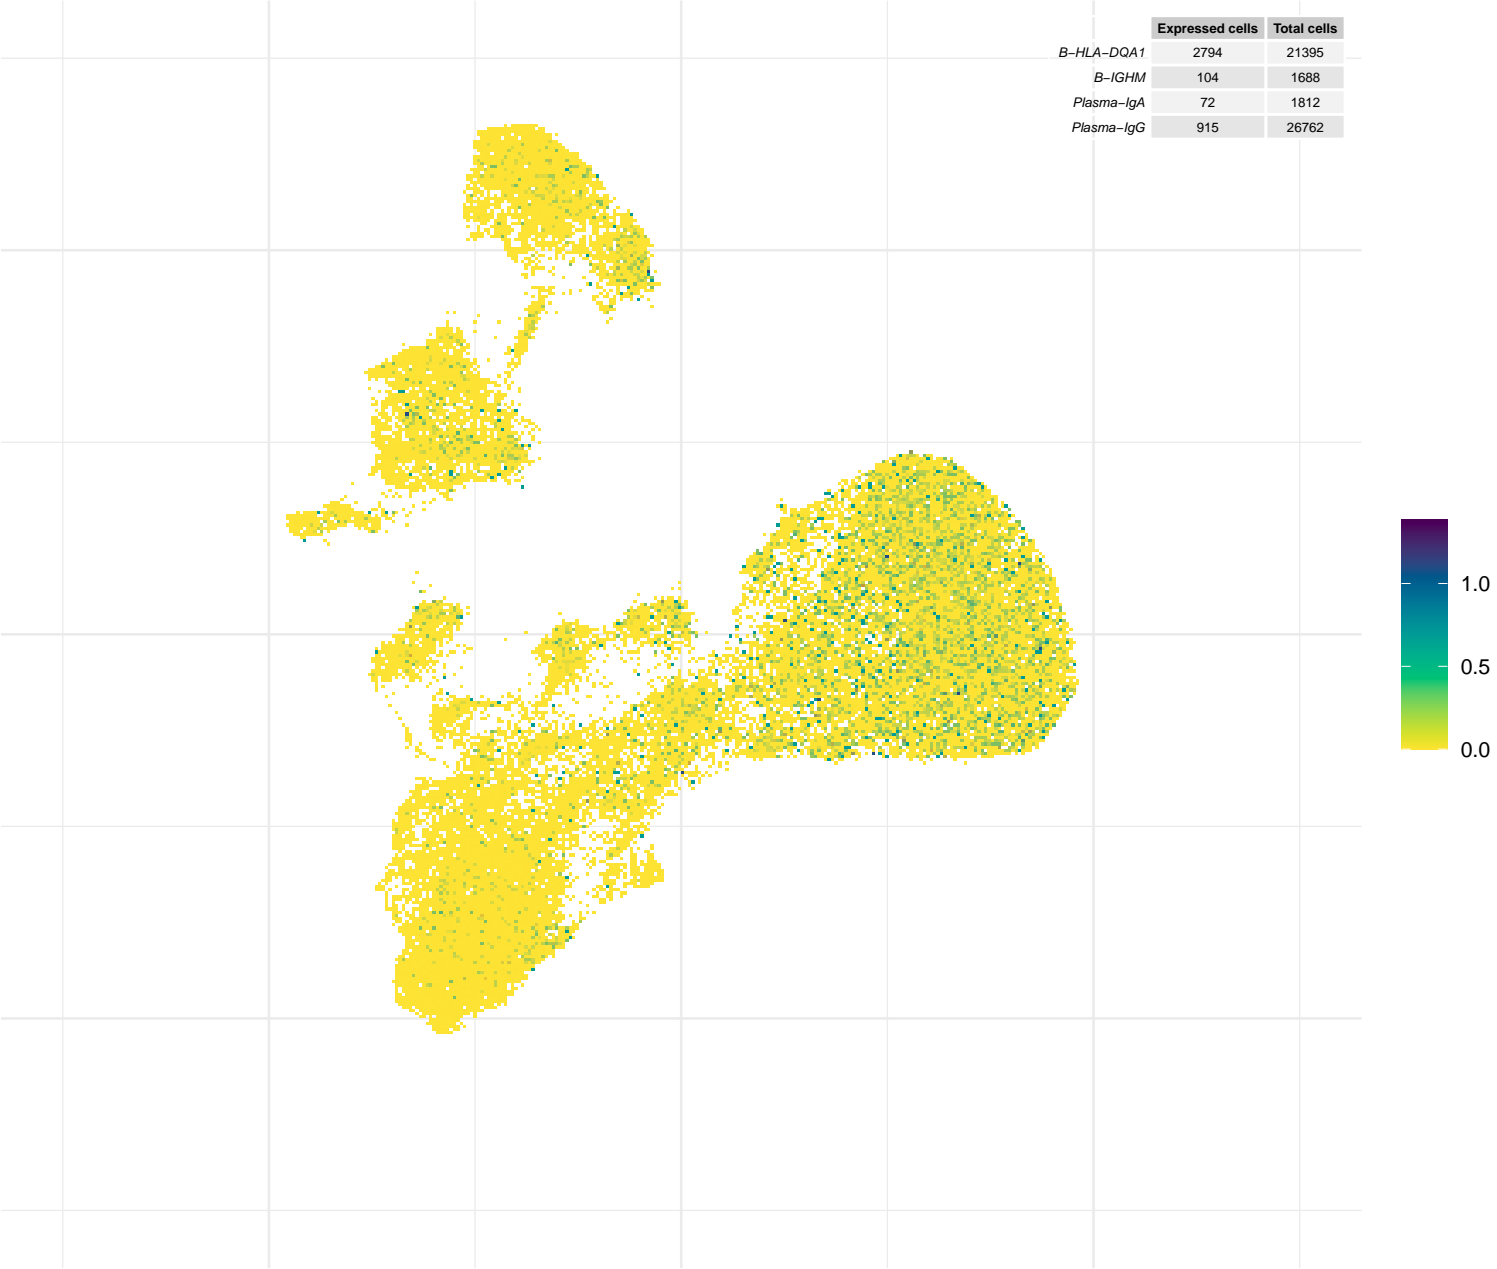 Expressed cells Total cells
B−HLA−DQA1 2794 21395
B−IGHM 104 1688
Plasma−IgA 72 1812
Plasma−IgG 915 26762
1.0
0.5
0.0